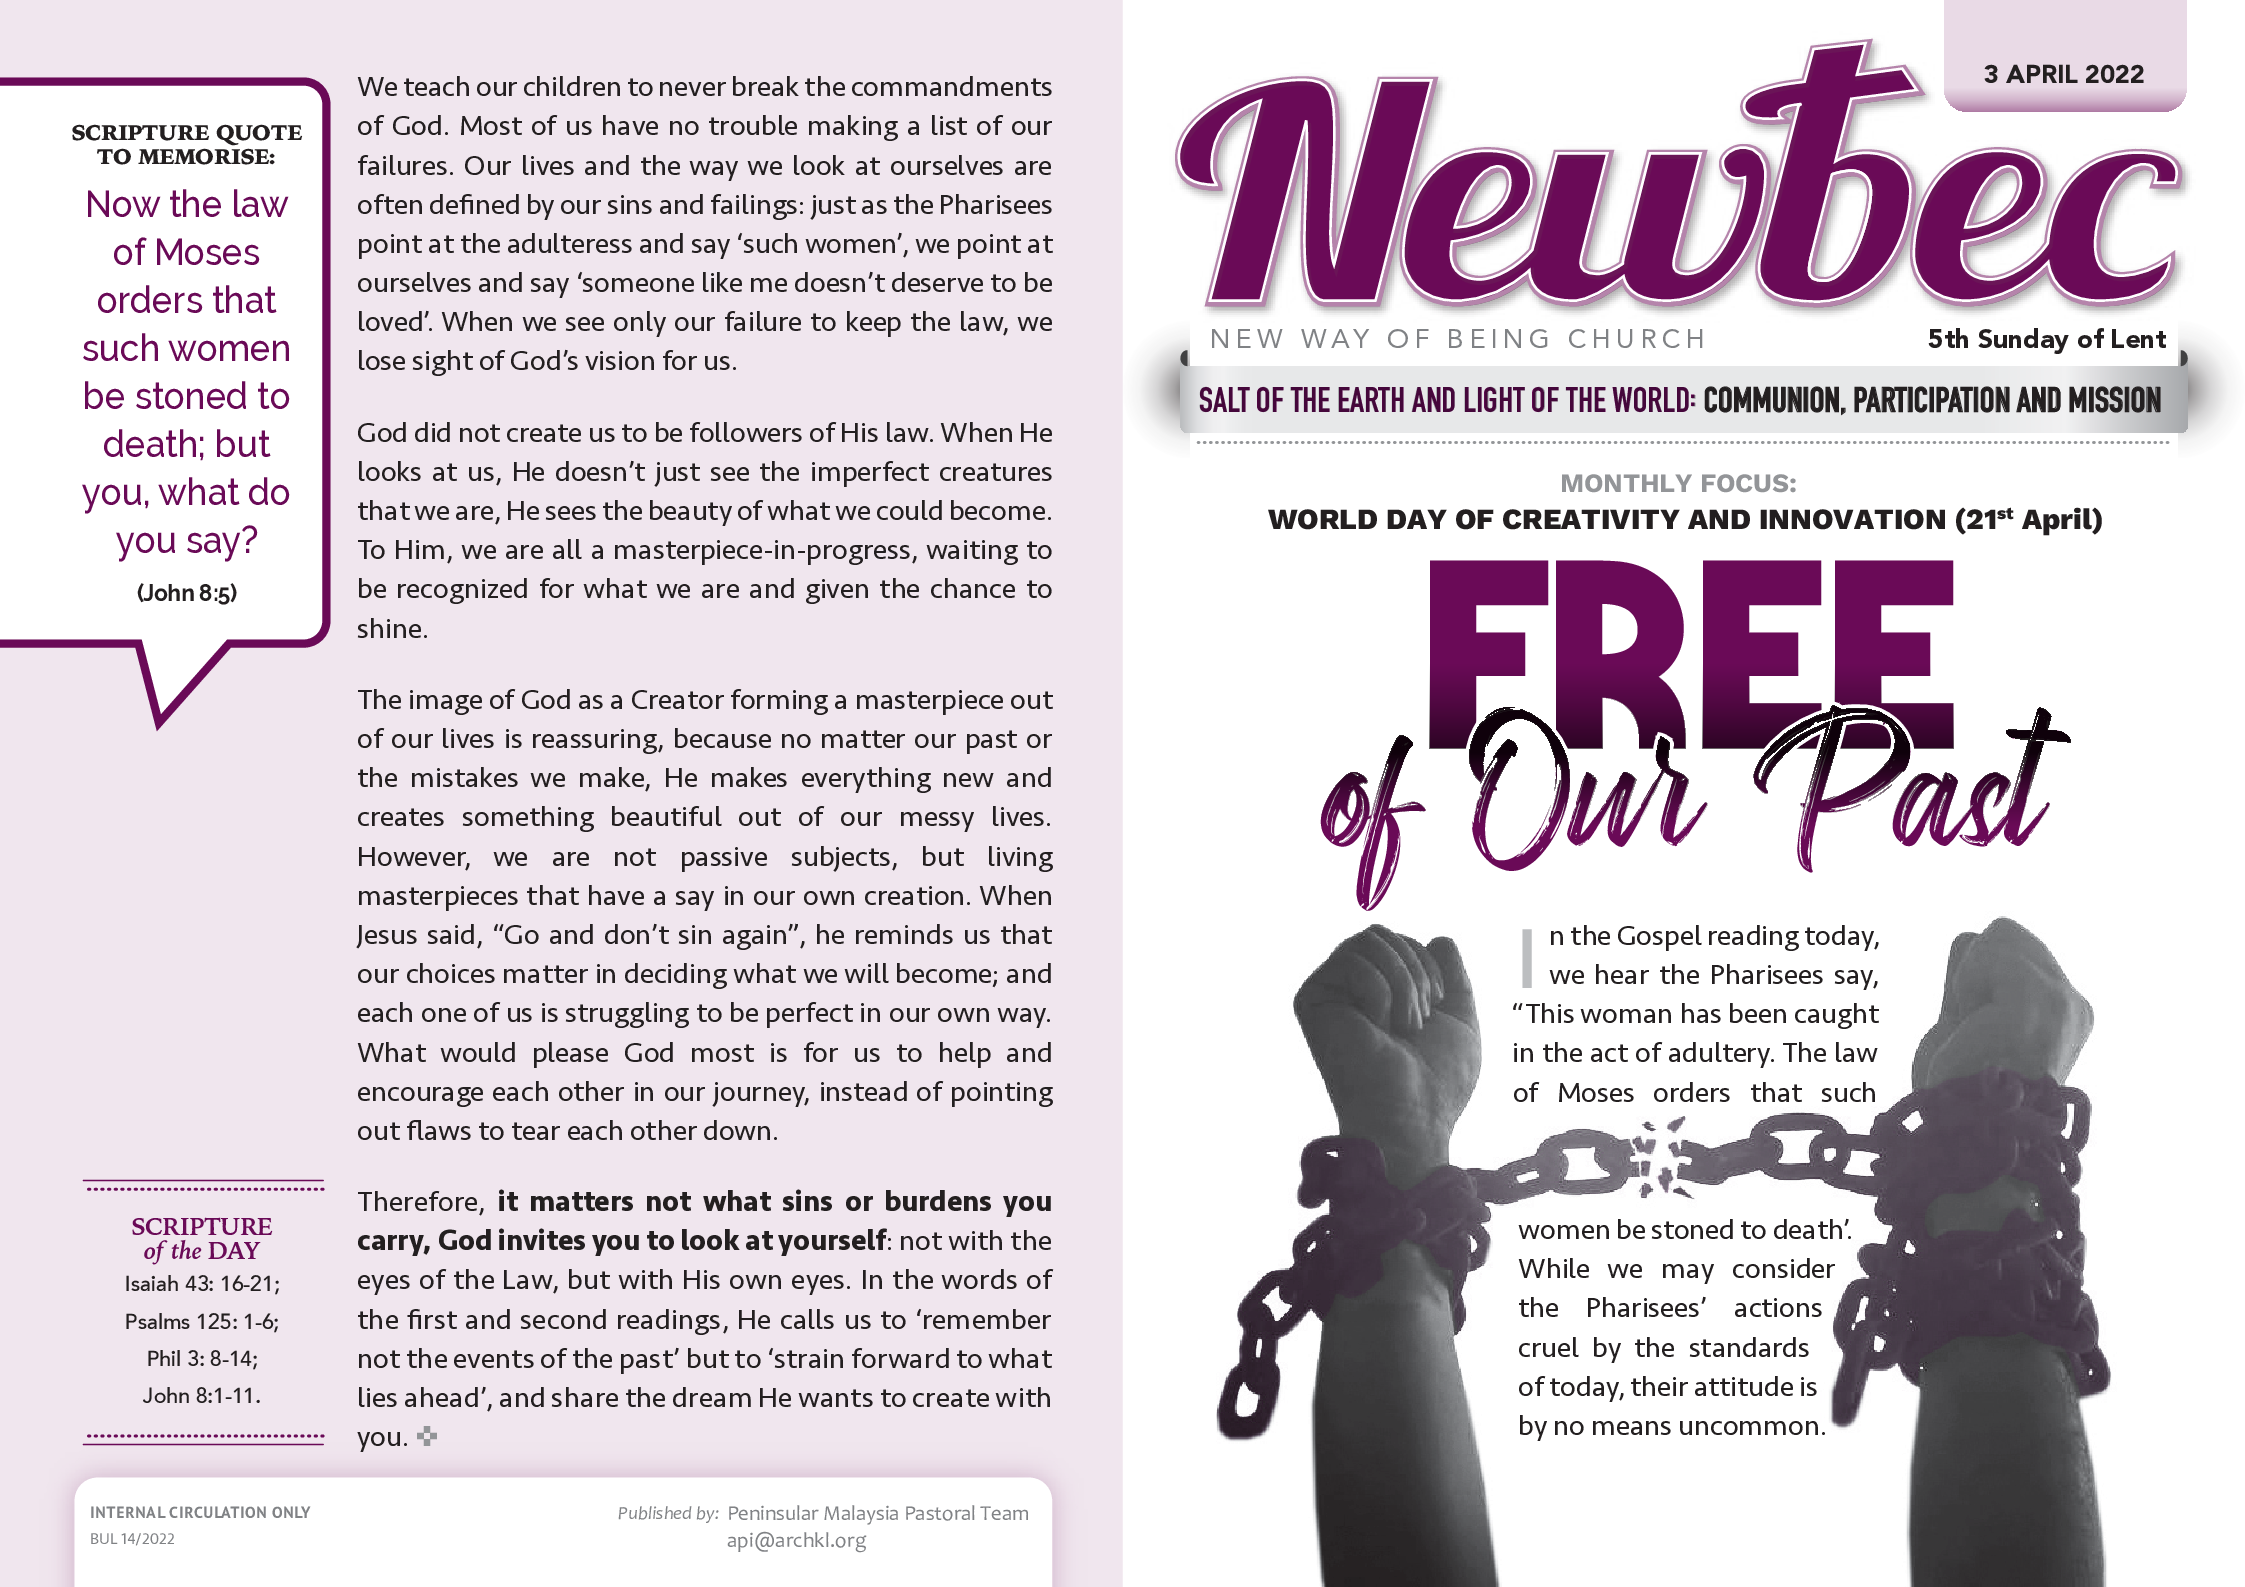 3 APRIL 2022
Newbec
NEW WAY OF BEING CHURCH
5th Sunday of Lent
SALT OF THE EARTH AND LIGHT OF THE WORLD: COMMUNION, PARTICIPATION AND MISSION
MONTHLY FOCUS:
WORLD DAY OF CREATIVITY AND INNOVATION (21st April)
FREE
of Our Past
In the Gospel reading today,
we hear the Pharisees say,
“This woman has been caught
in the act of adultery. The law
of Moses orders that such
women be stoned to death’.
While we may consider
the Pharisees’ actions
cruel by the standards
of today, their attitude is
by no means uncommon.
We teach our children to never break the commandments
of God. Most of us have no trouble making a list of our
failures. Our lives and the way we look at ourselves are
often defined by our sins and failings: just as the Pharisees
point at the adulteress and say ‘such women’, we point at
ourselves and say ‘someone like me doesn’t deserve to be
loved’. When we see only our failure to keep the law, we
lose sight of God’s vision for us.
God did not create us to be followers of His law. When He
looks at us, He doesn’t just see the imperfect creatures
that we are, He sees the beauty of what we could become.
To Him, we are all a masterpiece-in-progress, waiting to
be recognized for what we are and given the chance to
shine.
The image of God as a Creator forming a masterpiece out
of our lives is reassuring, because no matter our past or
the mistakes we make, He makes everything new and
creates something beautiful out of our messy lives.
However, we are not passive subjects, but living
masterpieces that have a say in our own creation. When
Jesus said, “Go and don’t sin again”, he reminds us that
our choices matter in deciding what we will become; and
each one of us is struggling to be perfect in our own way.
What would please God most is for us to help and
encourage each other in our journey, instead of pointing
out flaws to tear each other down.
Therefore, it matters not what sins or burdens you
carry, God invites you to look at yourself: not with the
eyes of the Law, but with His own eyes. In the words of
the first and second readings, He calls us to ‘remember
not the events of the past’ but to ‘strain forward to what
lies ahead’, and share the dream He wants to create with
you.
SCRIPTURE QUOTE
TO MEMORISE:
Now the law
of Moses
orders that
such women
be stoned to
death; but
you, what do
you say?
(John 8:5)
SCRIPTURE
of the DAY
Isaiah 43: 16-21;
Psalms 125: 1-6;
Phil 3: 8-14;
John 8:1-11.
INTERNAL CIRCULATION ONLY
BUL 14/2022
Published by: Peninsular Malaysia Pastoral Team
api@archkl.org